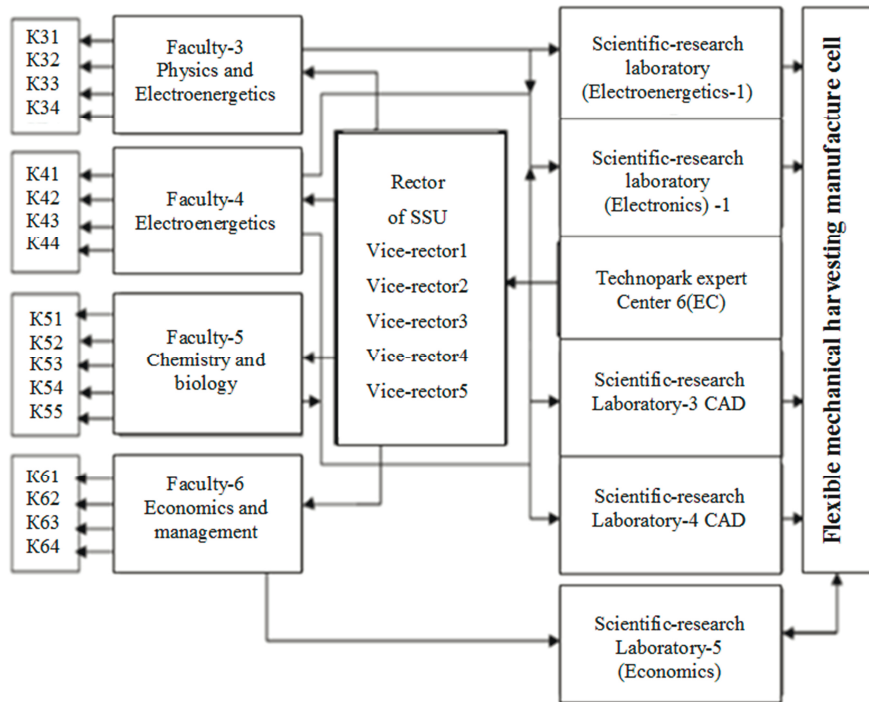 K31
K32
K33
K34
Faculty-3
Physics and
Electroenergetics
K41
K42
K43
K44
Faculty-4
Electroenergetics
K51
K52
K53
K54
K55
Faculty-5
Chemistry and
biology
K61
K62
K63
K64
Faculty-6
Economics and
management
Rector
of SSU
Vice-rector1
Vice-rector2
Vice-rector3
Vice-rector4
Vice-rector5
Scientific-research
laboratory
(Electroenergetics-1)
Scientific-research
laboratory
(Electronics) -1
Technopark expert
Center 6(EC)
Scientific-research
Laboratory-3 CAD
Scientific-research
Laboratory-4 CAD
Scientific-research
Laboratory-5
(Economics)
Flexible mechanical harvesting manufacture cell